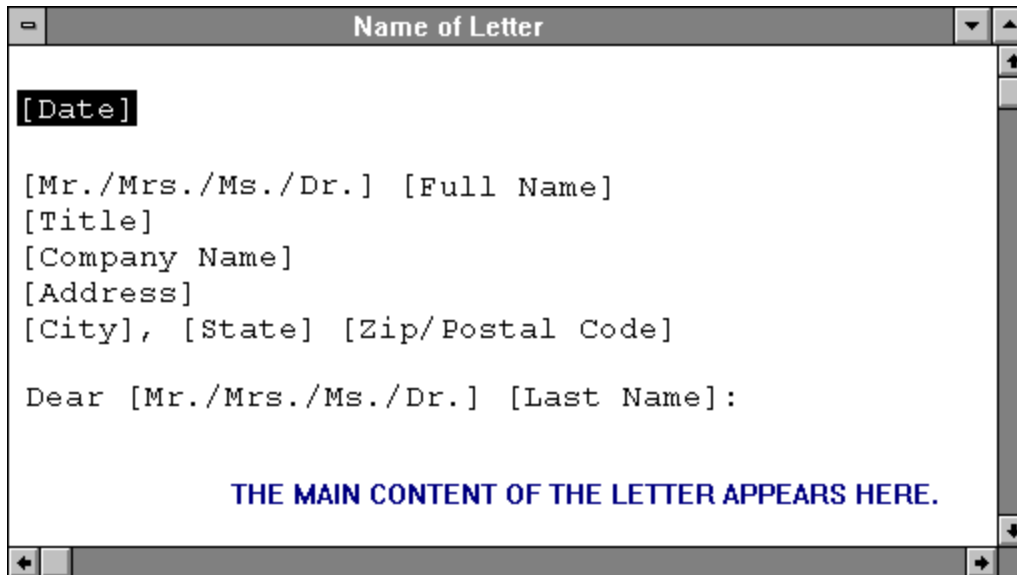 Name of Letter
[Date]
[Mr./Mrs./Ms./Dr.] [Full Name]
[Title]
[Company Name]
[Address]
[City], [State] [Zip/Postal Code]
Dear [Mr./Mrs./Ms./Dr.] [Last Name]:
THE MAIN CONTENT OF THE LETTER APPEARS HERE.